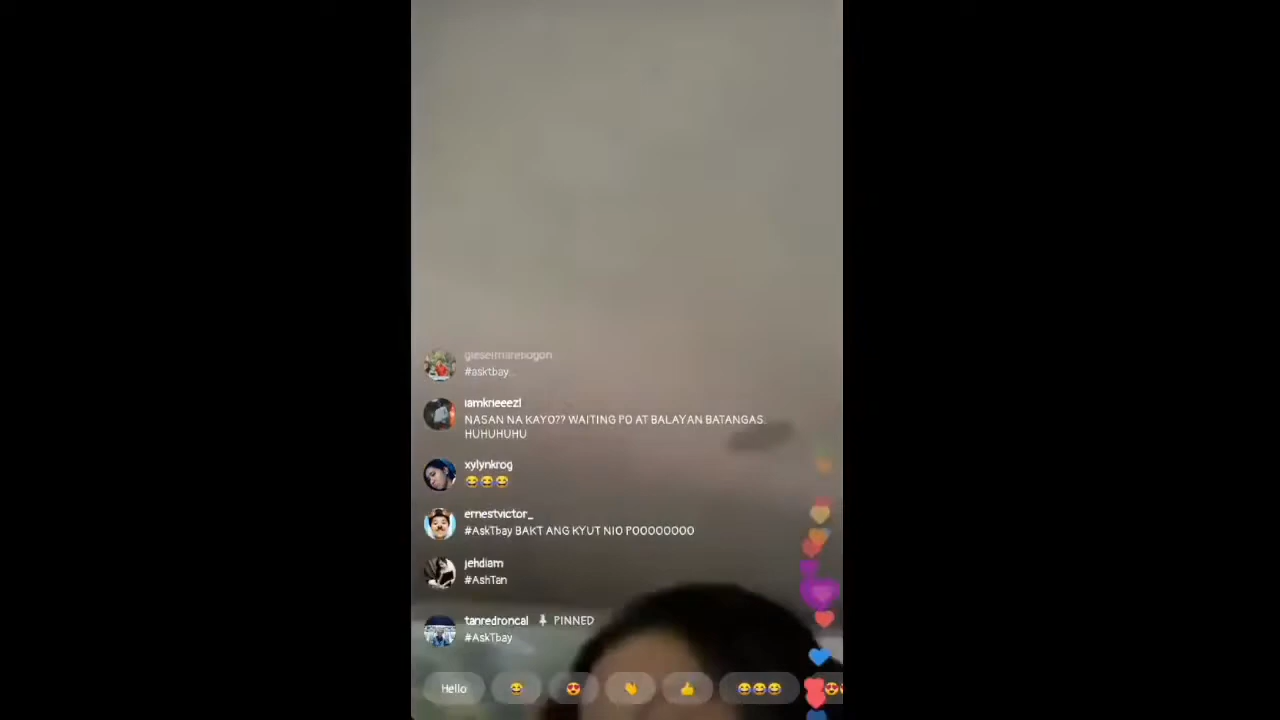 #asktbay..
iamkrieeezl
NASAN NA KAYO?? WAITING PO AT BALAYAN BATANGAS.
HUHUHUHU
xylynkrog
😂😂😂
ernestvictor_
#AskTbay BAKT ANG KYUT NIO POOOOOOOO
jehdiam
#AshTan
tanredroncal PINNED
#AskTbay
Hello 😂 😍 👏 👍 😂😂😂